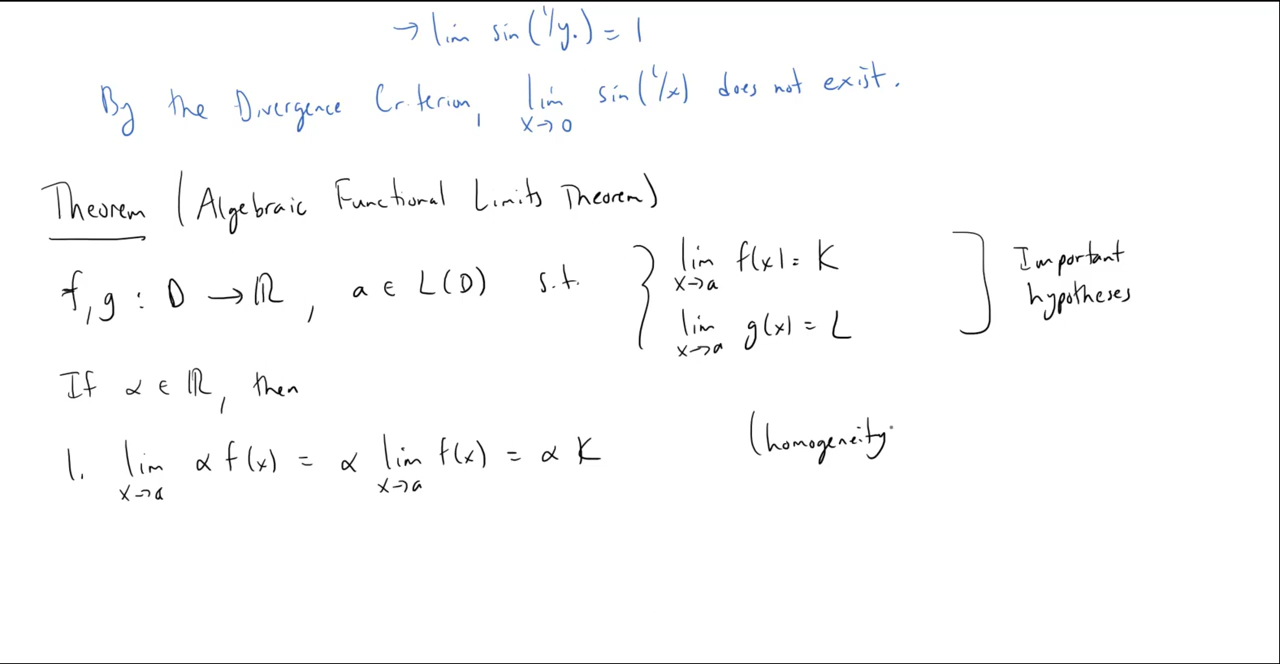 → lim sin(1/yₙ) = 1
By the Divergence Criterion, lim x→0 sin(1/x) does not exist.
Theorem (Algebraic Functional Limits Theorem)
f, g : D → ℝ, a ∈ L(D) s.t. { lim x→a f(x) = K
lim x→a g(x) = L
] Important hypotheses
If α ∈ ℝ, then
1. lim x→a α f(x) = α lim x→a f(x) = α K (homogeneity